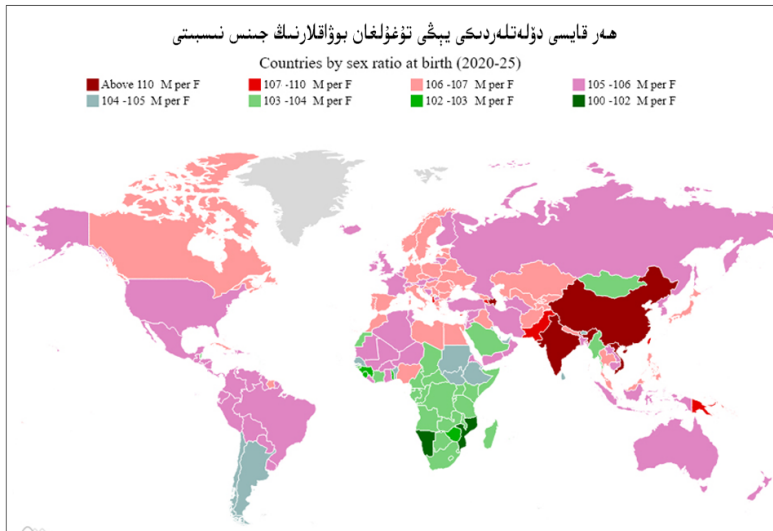 ھەر قايسى دۆلەتلەردىكى يېڭى تۇغۇلغان بوۋاقلارنىڭ جىنس نىسبىتى
Countries by sex ratio at birth (2020-25)
Above 110 M per F 107 -110 M per F 106 -107 M per F 105 -106 M per F
104 -105 M per F 103 -104 M per F 102 -103 M per F 100 -102 M per F